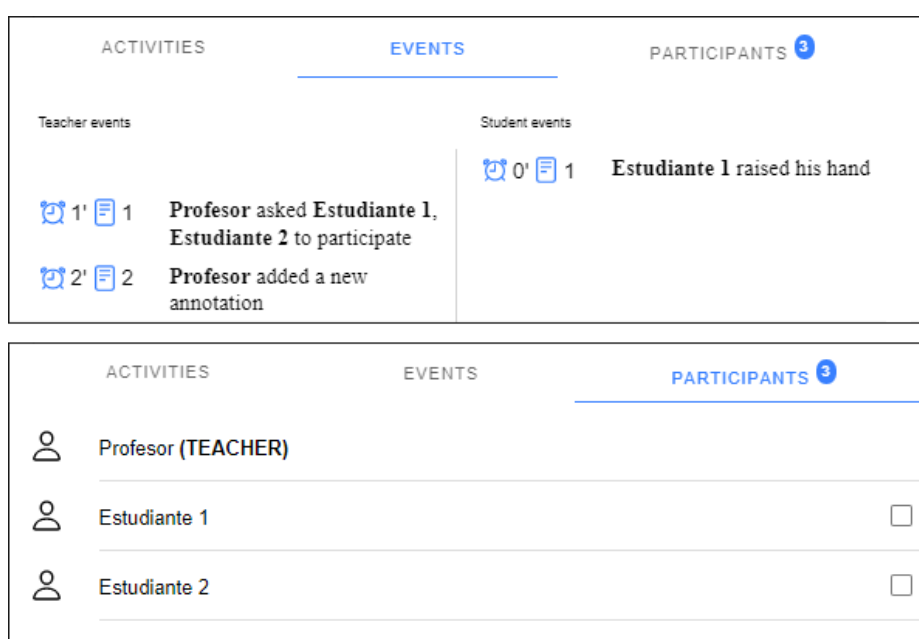 ACTIVITIES EVENTS PARTICIPANTS 3
Teacher events Student events
0' 1 Estudiante 1 raised his hand
1' 1 Profesor asked Estudiante 1,
Estudiante 2 to participate
2' 2 Profesor added a new
annotation
ACTIVITIES EVENTS PARTICIPANTS 3
Profesor (TEACHER)
Estudiante 1
Estudiante 2